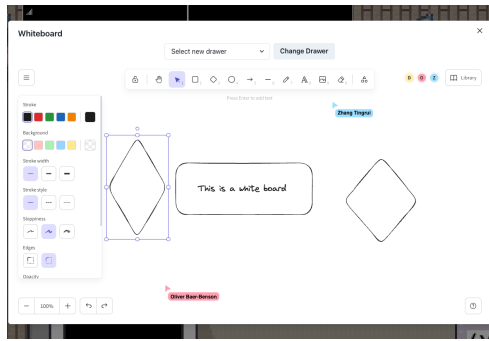 Whiteboard
Select new drawer
Change Drawer
Library
Press Enter to add text
Zhang Tingrui
Stroke
Background
Stroke width
Stroke style
Sloppiness
Edges
Opacity
This is a white board
Oliver Baer-Benson
100%